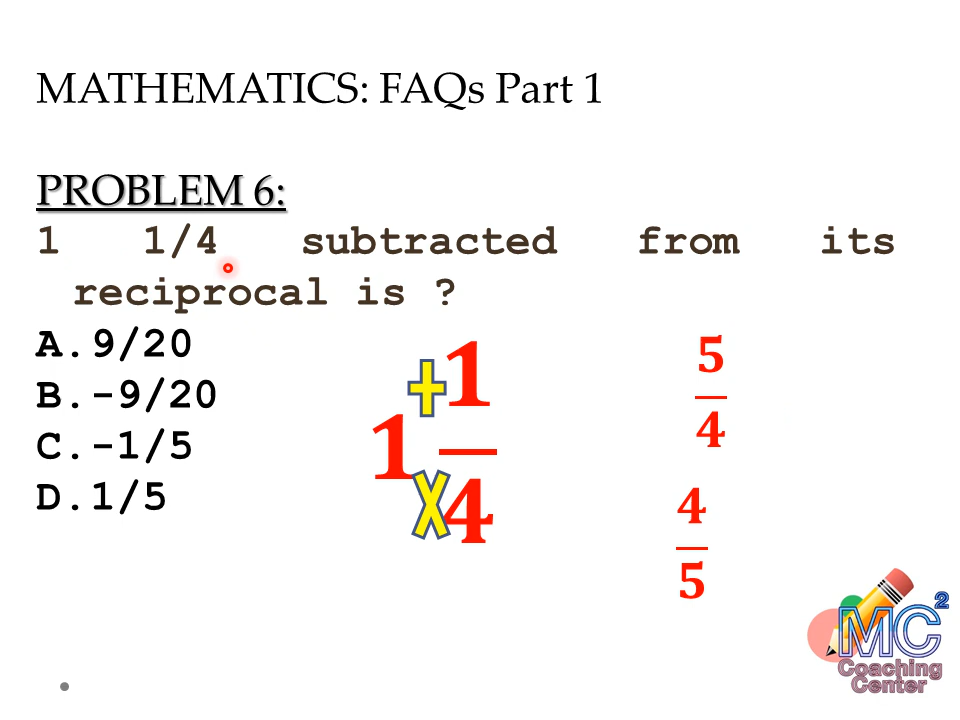 MATHEMATICS: FAQs Part 1
PROBLEM 6:
1 1/4 subtracted from its
reciprocal is ?
A.9/20
B.-9/20
C.-1/5
D.1/5
+
1
1
×
4
5
4
4
5
MC2
Coaching
Center